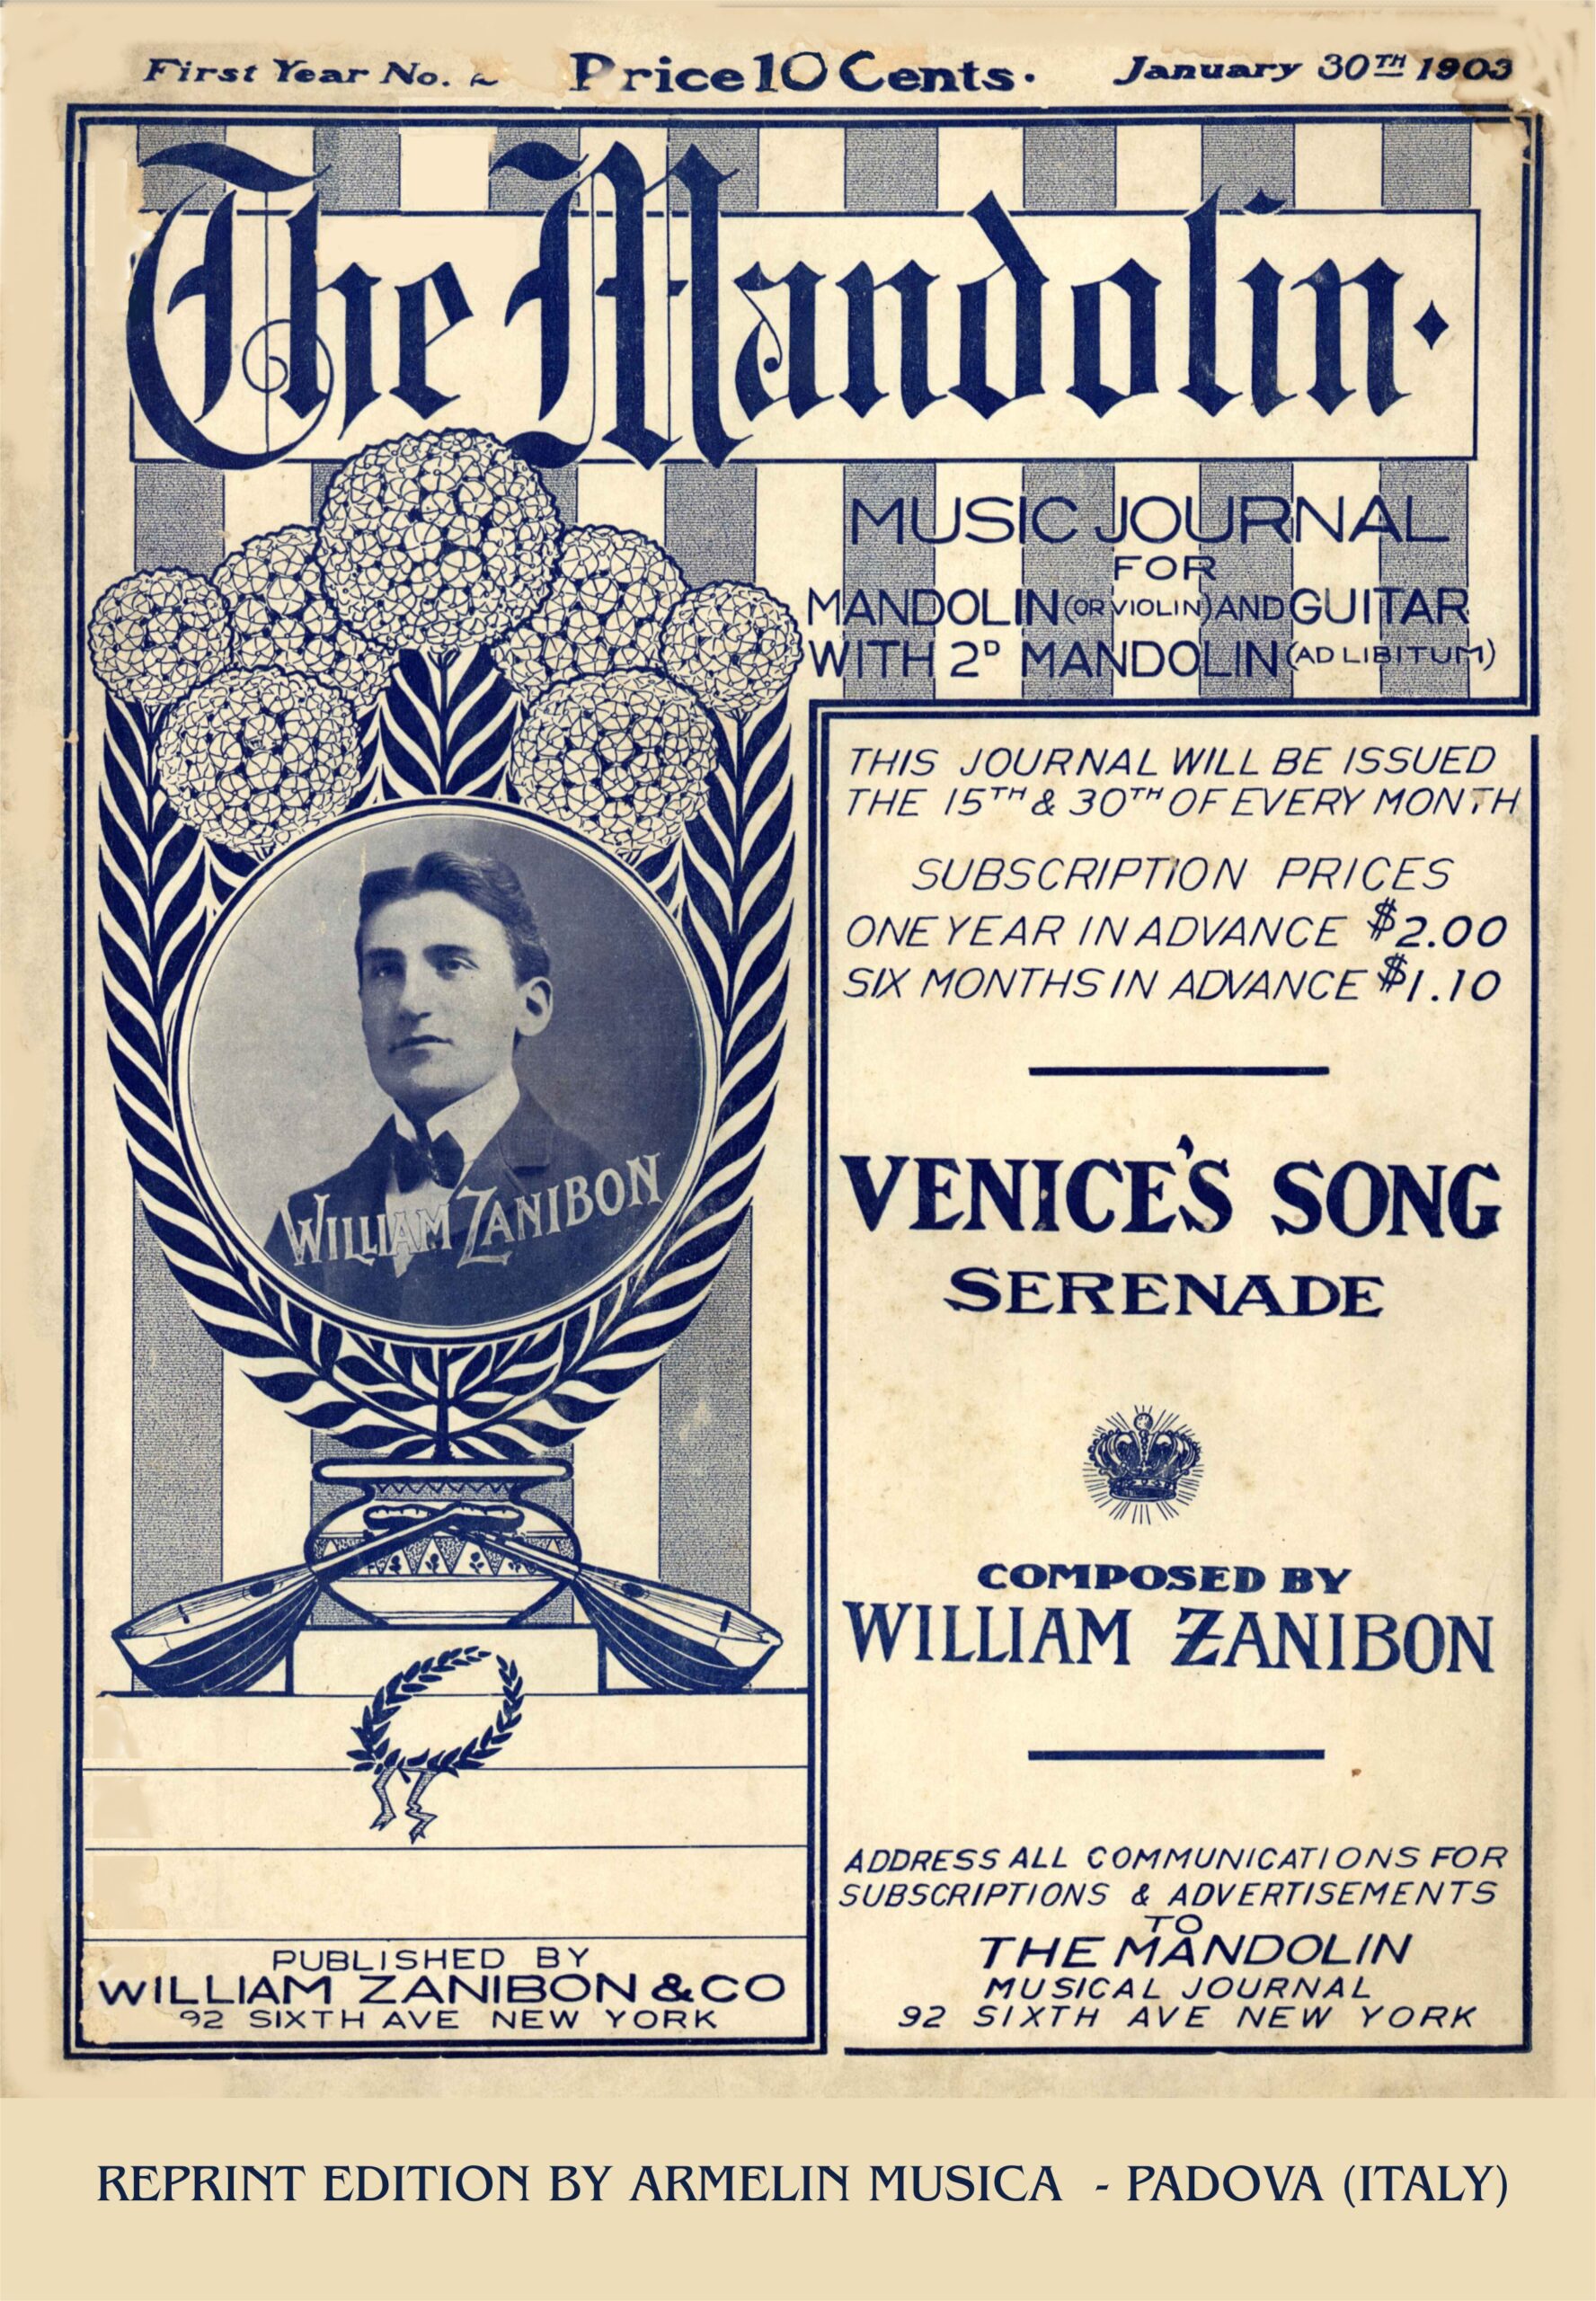 First Year No. 2 Price 10 Cents. January 30TH 1903
The Mandolin.
MUSIC JOURNAL
FOR
MANDOLIN (OR VIOLIN) AND GUITAR
WITH 2D MANDOLIN (AD LIBITUM)
THIS JOURNAL WILL BE ISSUED
THE 15TH & 30TH OF EVERY MONTH
SUBSCRIPTION PRICES
ONE YEAR IN ADVANCE $2.00
SIX MONTHS IN ADVANCE $1.10
WILLIAM ZANIBON
VENICE'S SONG
SERENADE
COMPOSED BY
WILLIAM ZANIBON
ADDRESS ALL COMMUNICATIONS FOR
SUBSCRIPTIONS & ADVERTISEMENTS
TO
THE MANDOLIN
MUSICAL JOURNAL
92 SIXTH AVE NEW YORK
PUBLISHED BY
WILLIAM ZANIBON & CO
92 SIXTH AVE NEW YORK
REPRINT EDITION BY ARMELIN MUSICA - PADOVA (ITALY)